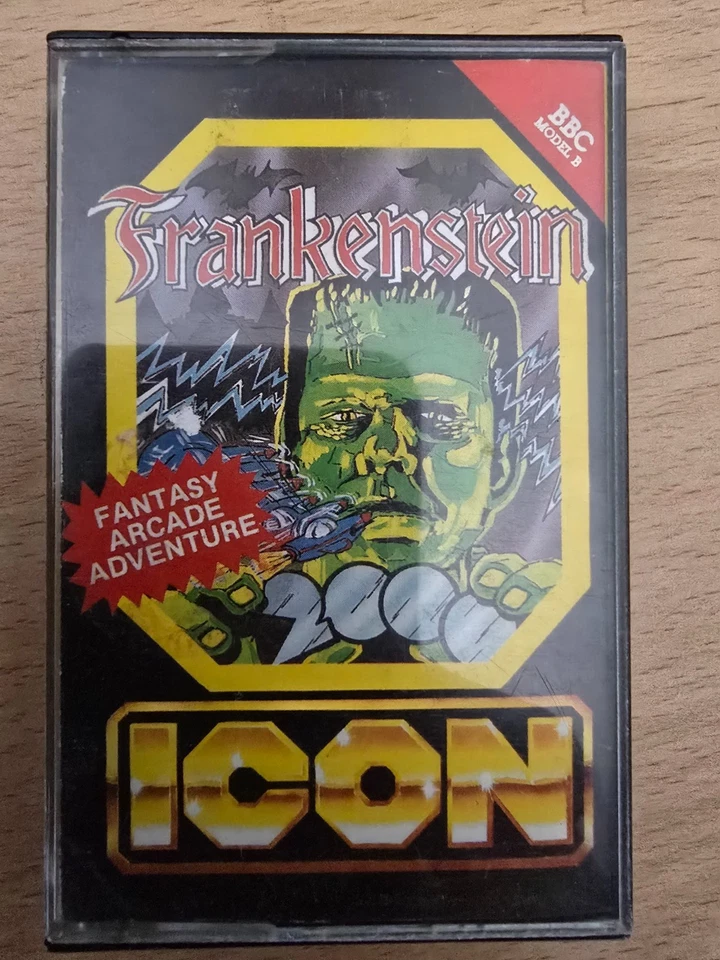 BBC
MODEL B
Frankenstein
FANTASY
ARCADE
ADVENTURE
2000
ICON